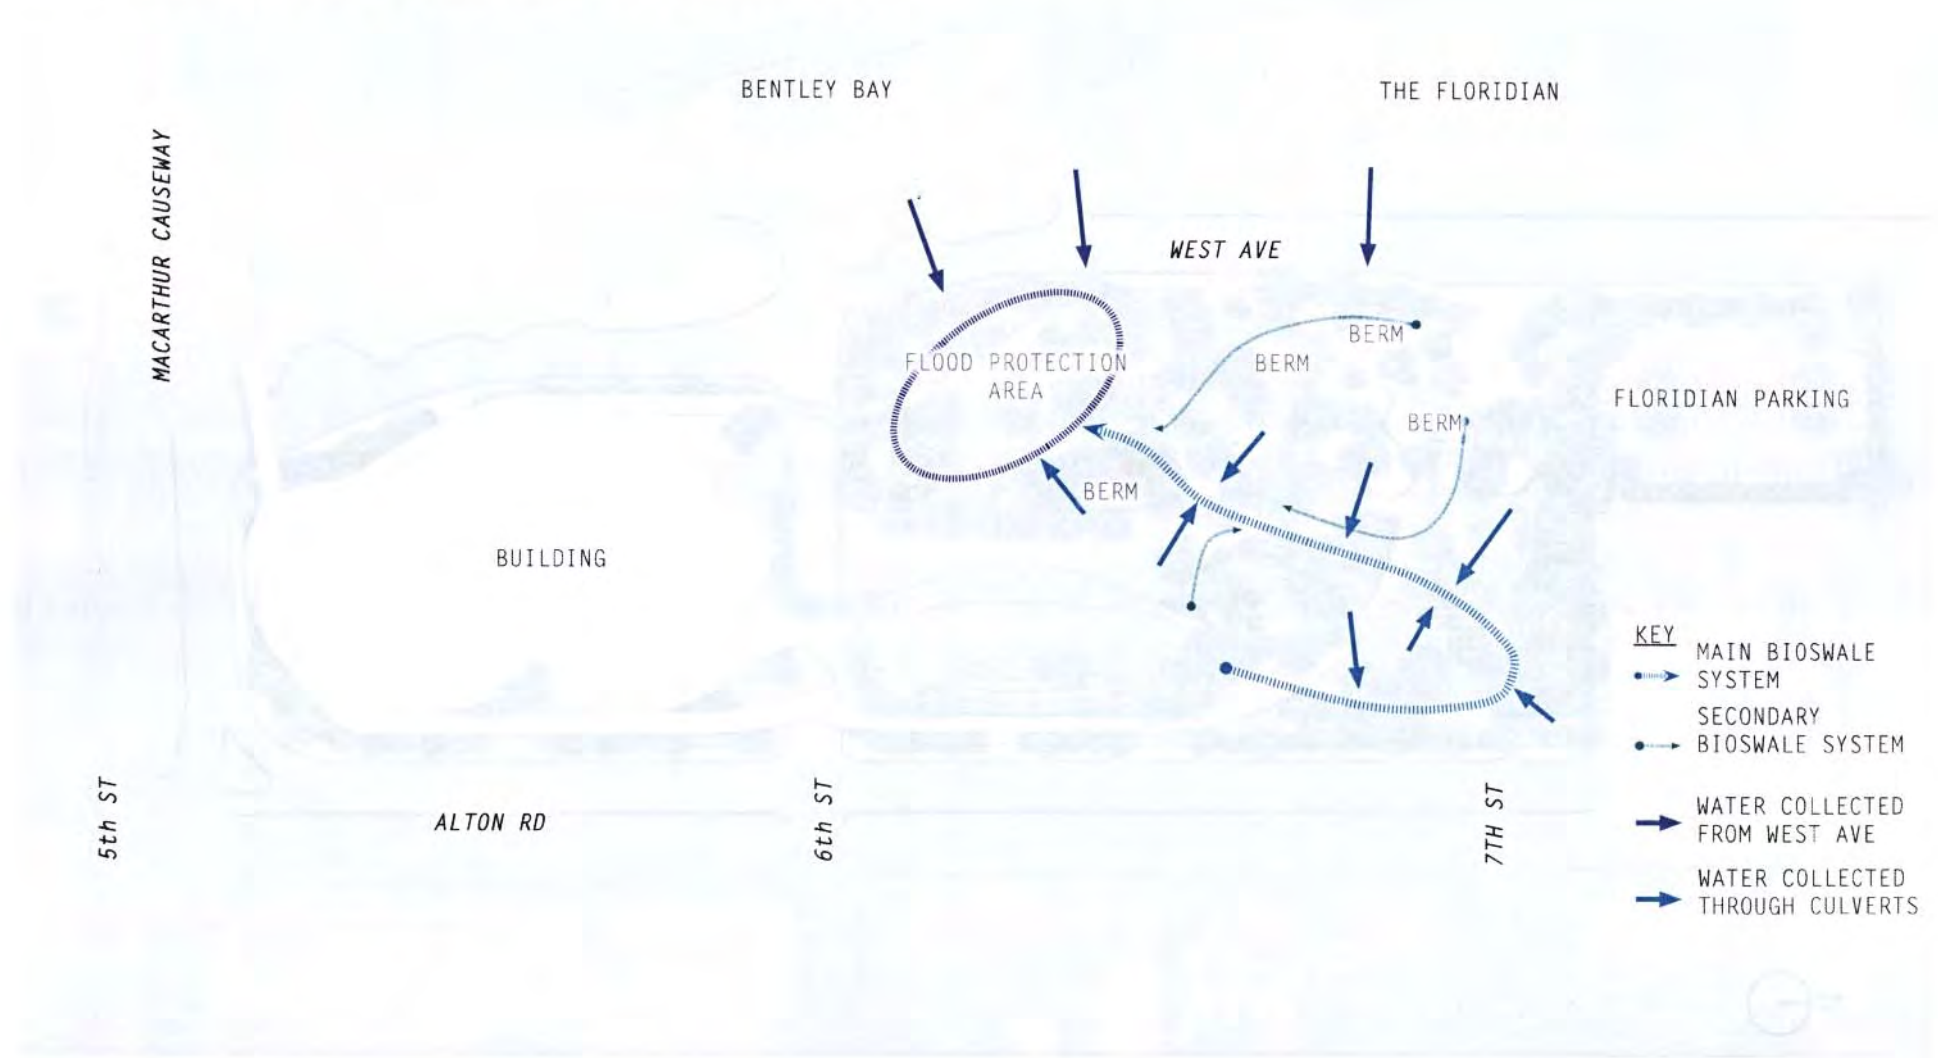 BENTLEY BAY
THE FLORIDIAN
MACARTHUR CAUSEWAY
WEST AVE
BERM
BERM
FLOOD PROTECTION
AREA
FLORIDIAN PARKING
BERM
BERM
BUILDING
KEY
MAIN BIOSWALE
SYSTEM
SECONDARY
BIOSWALE SYSTEM
WATER COLLECTED
FROM WEST AVE
WATER COLLECTED
THROUGH CULVERTS
5th ST
ALTON RD
6th ST
7TH ST